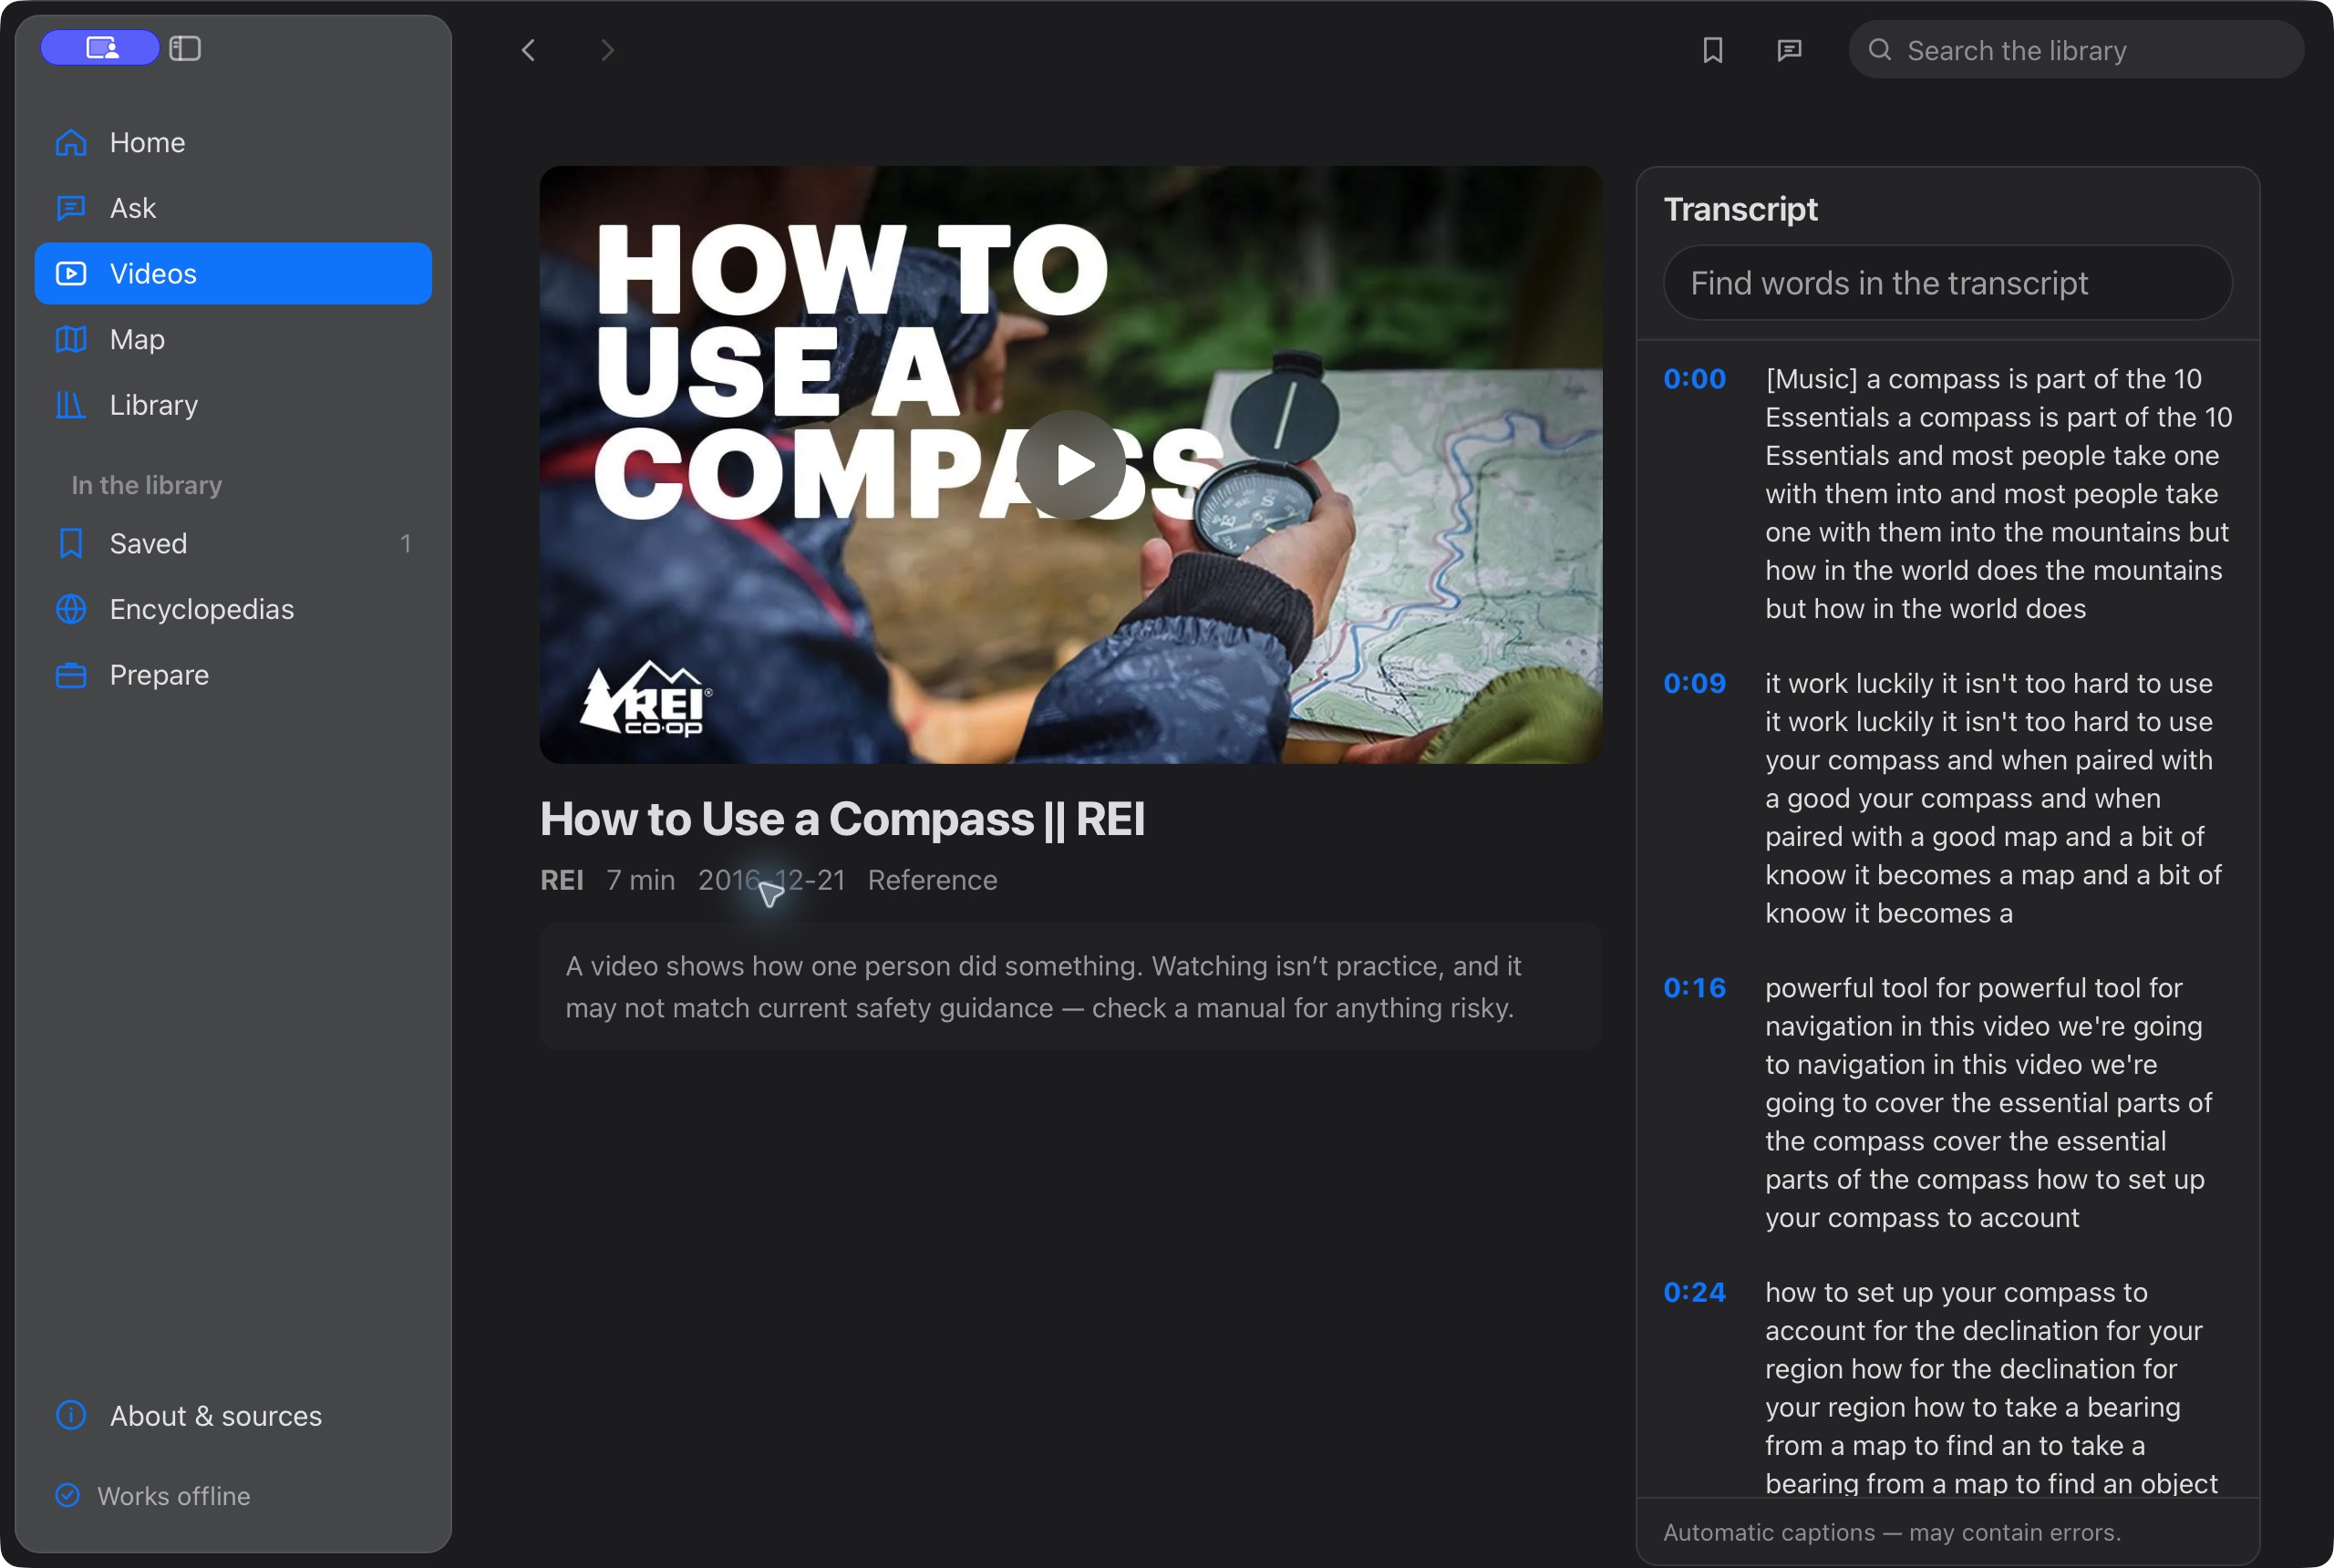 Search the library
Home
Ask
Videos
Map
Library
In the library
Saved 1
Encyclopedias
Prepare
About & sources
Works offline
HOW TO
USE A
COMPASS
REI
CO·OP
How to Use a Compass || REI
REI 7 min 2016-12-21 Reference
A video shows how one person did something. Watching isn’t practice, and it
may not match current safety guidance — check a manual for anything risky.
Transcript
Find words in the transcript
0:00 [Music] a compass is part of the 10
Essentials a compass is part of the 10
Essentials and most people take one
with them into and most people take
one with them into the mountains but
how in the world does the mountains
but how in the world does
0:09 it work luckily it isn't too hard to use
it work luckily it isn't too hard to use
your compass and when paired with
a good your compass and when
paired with a good map and a bit of
knoow it becomes a map and a bit of
knoow it becomes a
0:16 powerful tool for powerful tool for
navigation in this video we're going
to navigation in this video we're
going to cover the essential parts of
the compass cover the essential
parts of the compass how to set up
your compass to account
0:24 how to set up your compass to
account for the declination for your
region how for the declination for
your region how to take a bearing
from a map to find an to take a
bearing from a map to find an object
Automatic captions — may contain errors.